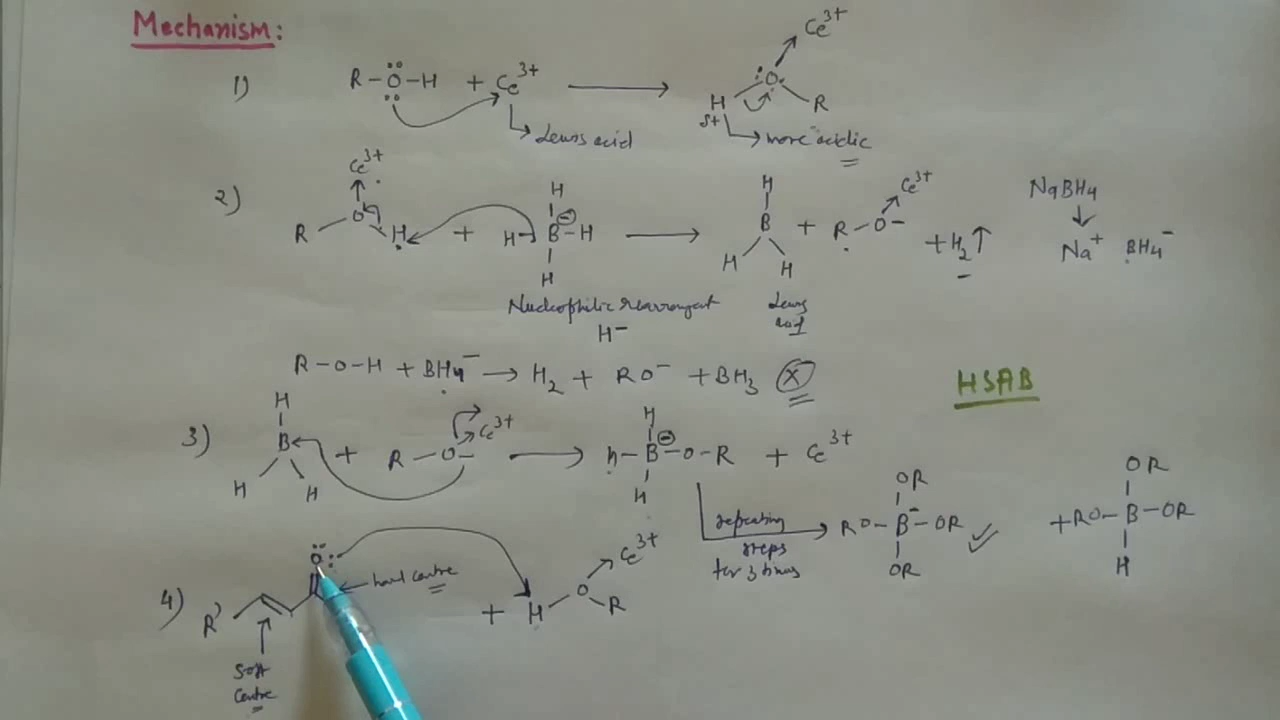 Mechanism:
1) R-O-H + Ce3+ → H O R Ce3+
Lewis acid
δ+ more acidic
2) R O H Ce3+ + H-B-H H H ⊖ → H B H H + R-O- Ce3+ + H2↑
NaBH4
↓
Na+ BH4-
Nucleophilic rearrangent
H-
Lewis acid
R-O-H + BH4- → H2 + RO- + BH3 (X)
HSAB
3) H B H H + R-O- Ce3+ → H-B-O-R H H ⊖ + Ce3+
repeating
steps
for 3 times
RO-B-OR OR OR - ✓ + RO-B-OR OR H
4) R' O hard centre + H O R Ce3+
soft
centre